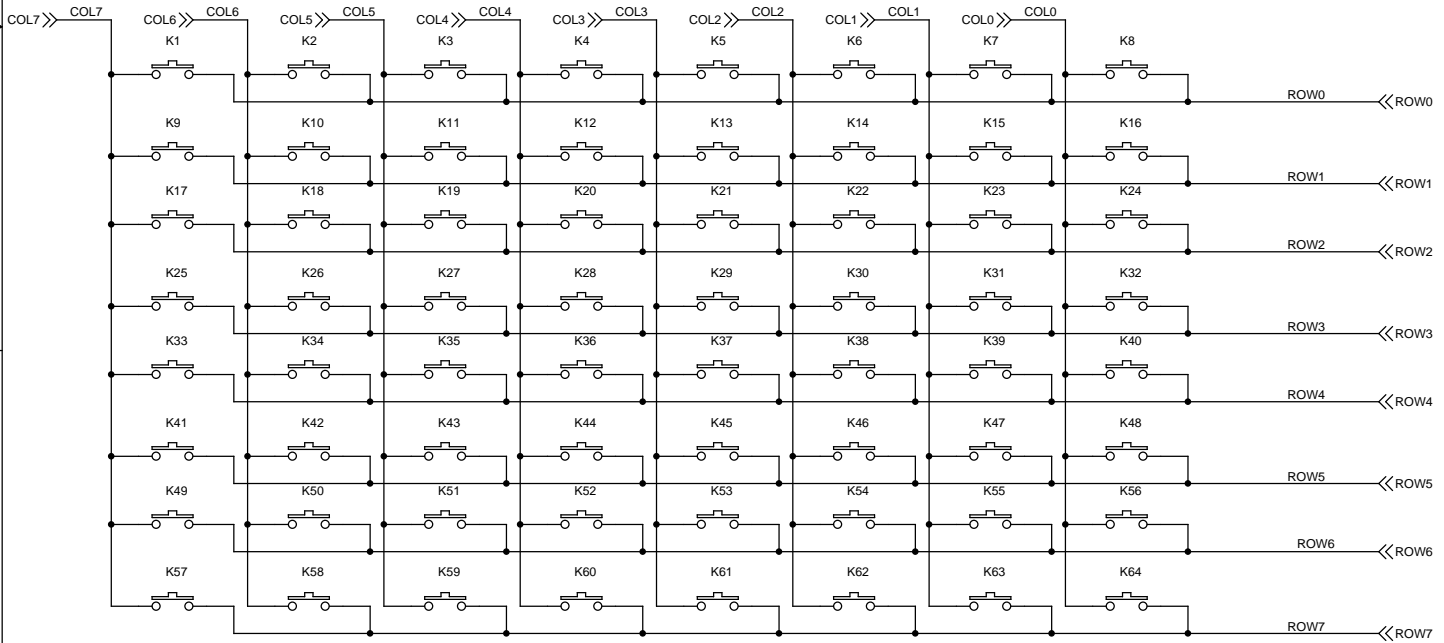 COL7 COL7 COL6 COL6 COL5 COL5 COL4 COL4 COL3 COL3 COL2 COL2 COL1 COL1 COL0 COL0
K1 K2 K3 K4 K5 K6 K7 K8
ROW0 ROW0
K9 K10 K11 K12 K13 K14 K15 K16
ROW1 ROW1
K17 K18 K19 K20 K21 K22 K23 K24
ROW2 ROW2
K25 K26 K27 K28 K29 K30 K31 K32
ROW3 ROW3
K33 K34 K35 K36 K37 K38 K39 K40
ROW4 ROW4
K41 K42 K43 K44 K45 K46 K47 K48
ROW5 ROW5
K49 K50 K51 K52 K53 K54 K55 K56
ROW6 ROW6
K57 K58 K59 K60 K61 K62 K63 K64
ROW7 ROW7